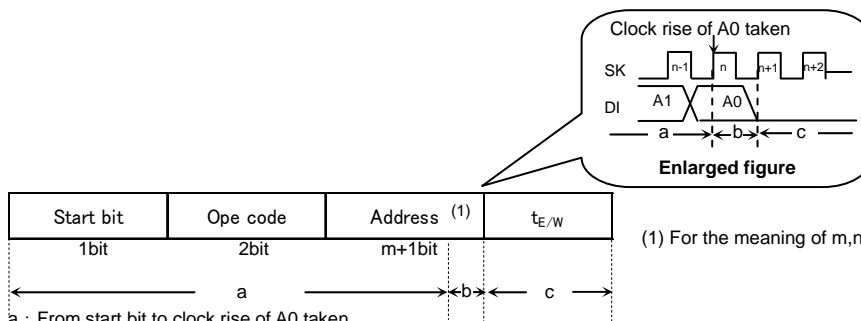 Clock rise of A0 taken
SK n-1 n n+1 n+2
DI A1 A0
a b c
Enlarged figure
Start bit Ope code Address (1) tE/W
1bit 2bit m+1bit
(1) For the meaning of m,n
a b c
a : From start bit to clock rise of A0 taken